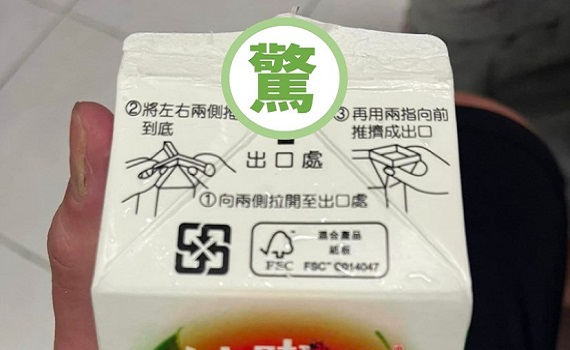 驚
②將左右兩側
到底
③再用兩指向前
推擠成出口
出口處
①向兩側拉開至出口處
混合產品
紙板
FSC
FSC™ C014047